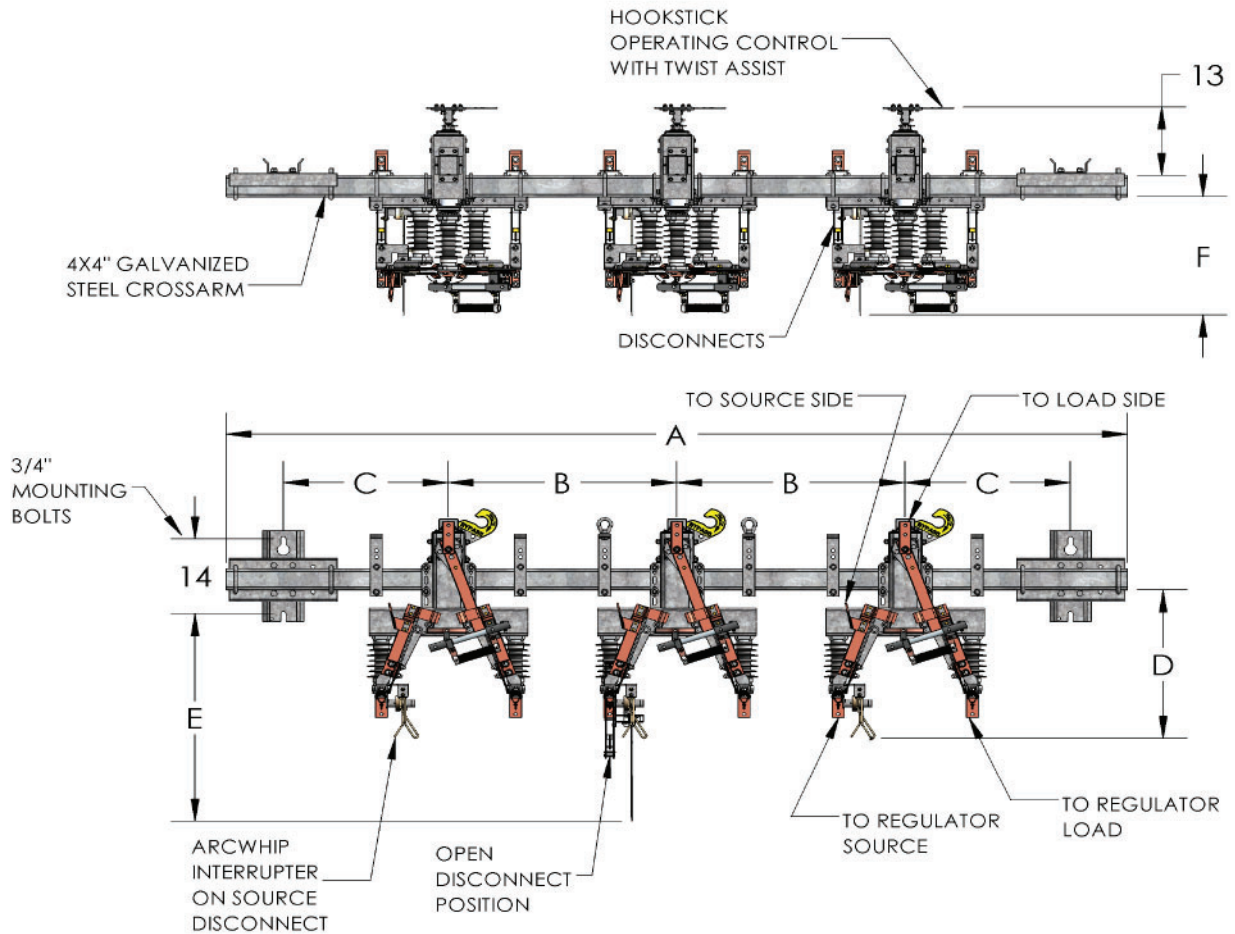 HOOKSTICK
OPERATING CONTROL
WITH TWIST ASSIST
13
4X4" GALVANIZED
STEEL CROSSARM
F
DISCONNECTS
TO SOURCE SIDE
TO LOAD SIDE
A
3/4"
MOUNTING
BOLTS
C
B
B
C
14
D
E
ARCWHIP
INTERRUPTER
ON SOURCE
DISCONNECT
OPEN
DISCONNECT
POSITION
TO REGULATOR
SOURCE
TO REGULATOR
LOAD